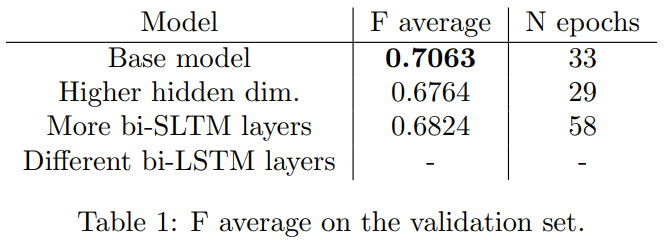 Model F average N epochs
Base model 0.7063 33
Higher hidden dim. 0.6764 29
More bi-SLTM layers 0.6824 58
Different bi-LSTM layers - -
Table 1: F average on the validation set.